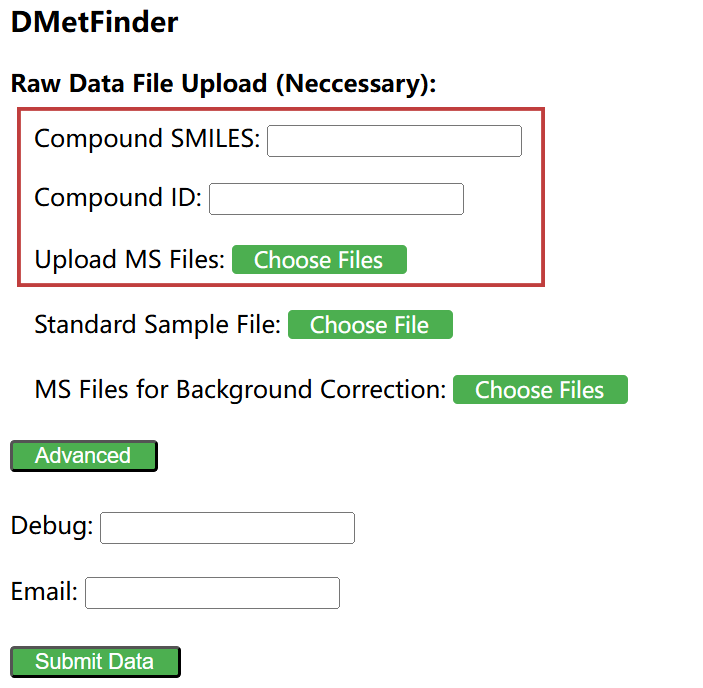 DMetFinder
Raw Data File Upload (Neccessary):
Compound SMILES:
Compound ID:
Upload MS Files: Choose Files
Standard Sample File: Choose File
MS Files for Background Correction: Choose Files
Advanced
Debug:
Email:
Submit Data